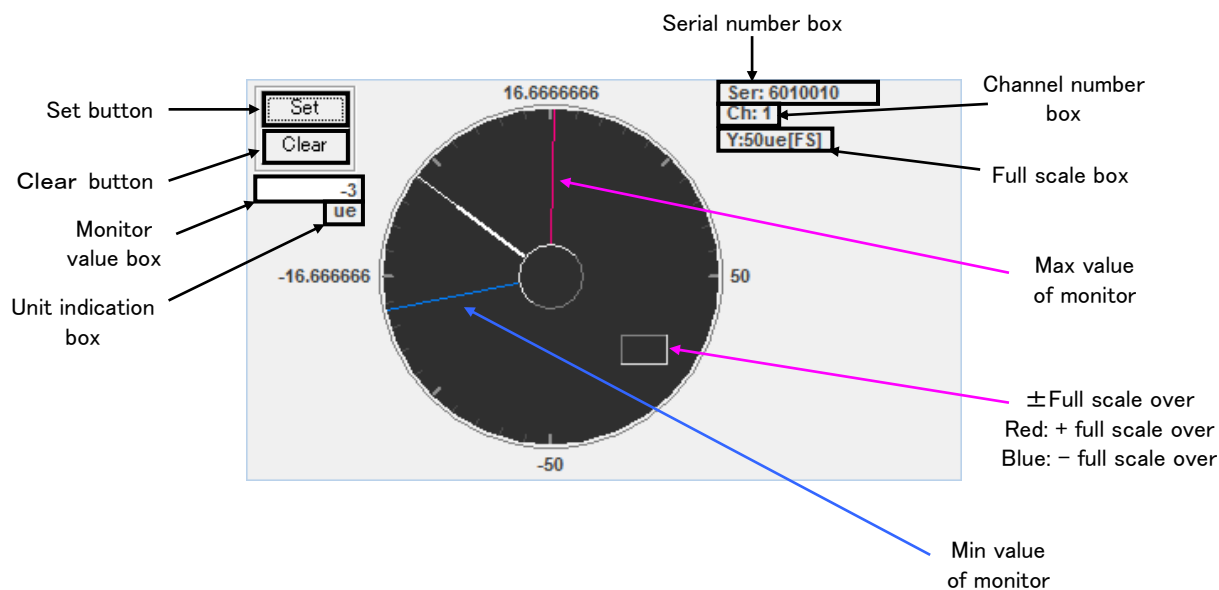 Serial number box
Set button
Clear button
Monitor
value box
Unit indication
box
Set
Clear
-3
ue
16.6666666
-16.666666
50
-50
Ser: 6010010
Ch: 1
Y:50ue[FS]
Channel number
box
Full scale box
Max value
of monitor
±Full scale over
Red: + full scale over
Blue: − full scale over
Min value
of monitor